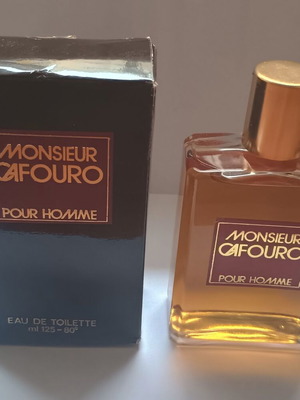 MONSIEUR
CAFOURO
POUR HOMME
EAU DE TOILETTE
ml 125 - 80°
MONSIEUR
CAFOURO
POUR HOMME